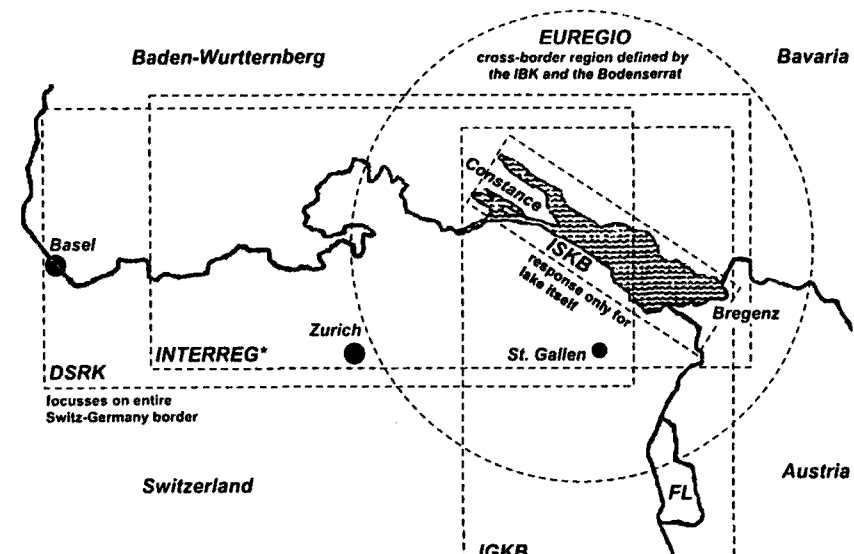 EUREGIO
cross-border region defined by
the IBK and the Bodenserrat
Baden-Wurtternberg
Bavaria
Constance
ISKB
response only for
lake itself
Basel
Bregenz
Zurich
St. Gallen
INTERREG*
DSRK
focusses on entire
Switz-Germany border
Switzerland
Austria
FL
IGKB